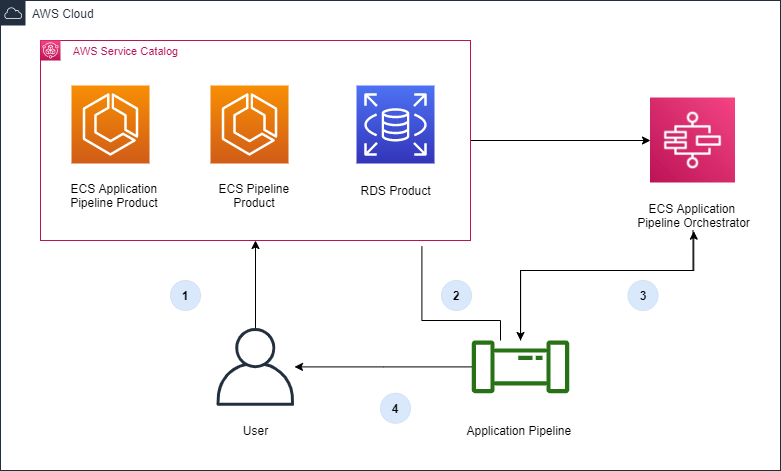 AWS Cloud
AWS Service Catalog
ECS Application
Pipeline Product
ECS Pipeline
Product
RDS Product
ECS Application
Pipeline Orchestrator
1
2
3
4
User
Application Pipeline